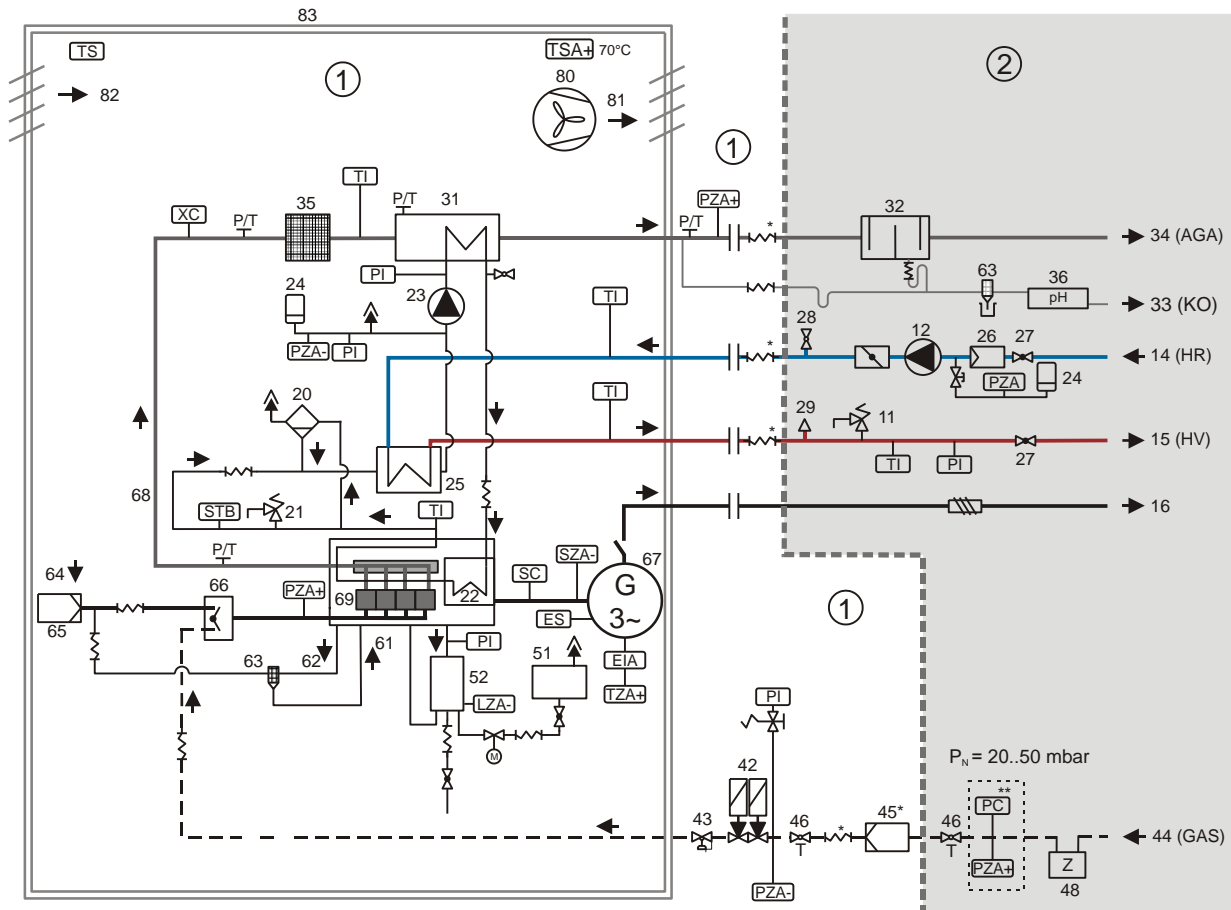 83
TS
TSA+ 70°C
1
2
80
81
82
1
TI
P/T
31
35
XC
P/T
P/T
PZA+
32
*
34 (AGA)
PI
24
23
TI
63
36
pH
33 (KO)
PZA-
PI
28
12
26
27
*
14 (HR)
PZA
24
20
TI
29
11
*
15 (HV)
TI
PI
27
25
68
STB
21
TI
16
P/T
SZA-
67
SC
G
3~
64
66
PZA+
69
22
65
ES
1
63
62
61
PI
51
EIA
52
TZA+
LZA-
PI
M
PN = 20..50 mbar
42
**
PC
43
46
*
45*
46
44 (GAS)
Z
PZA+
48
PZA-